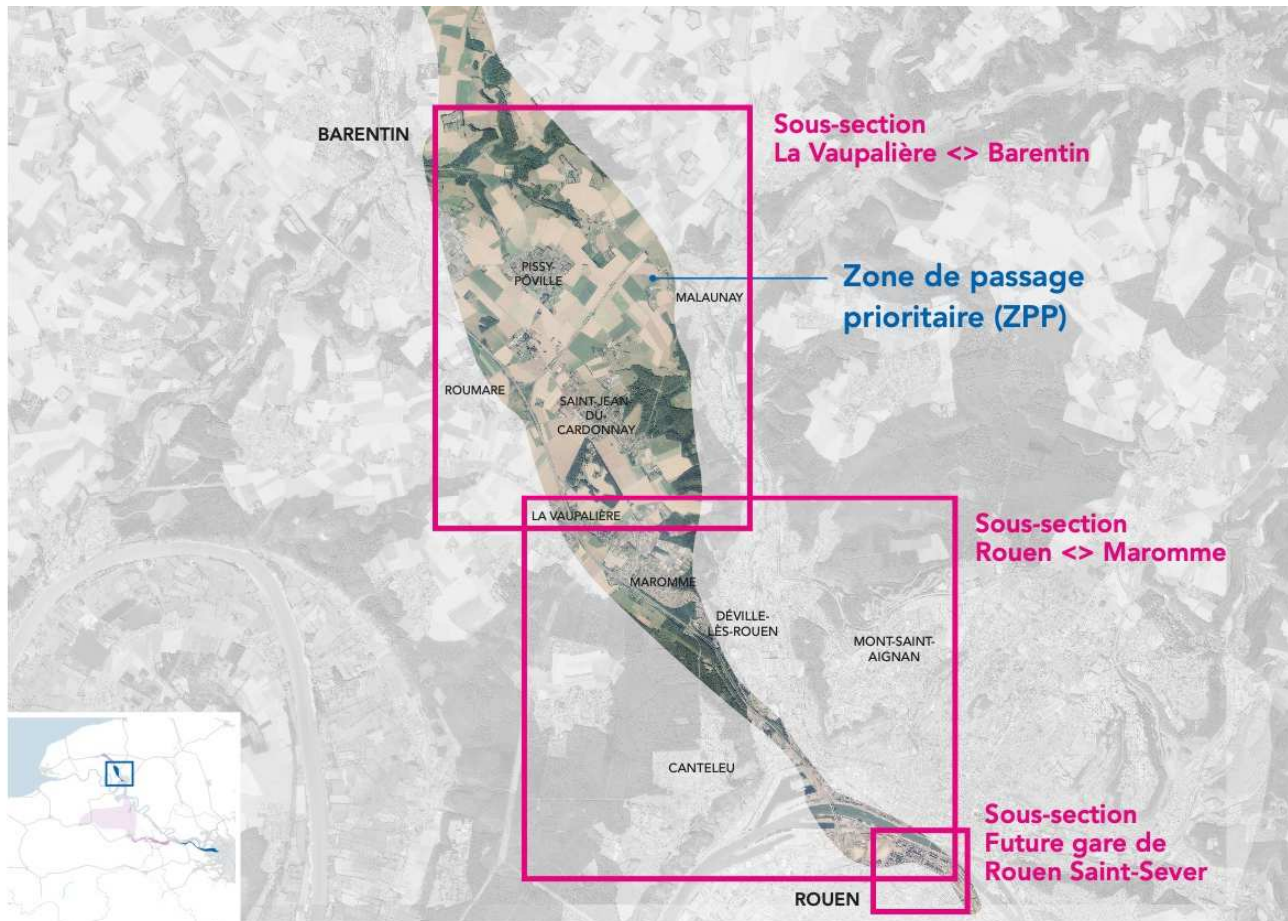 BARENTIN
Sous-section
La Vaupalière <> Barentin
PISSY-
PÔVILLE
Zone de passage
prioritaire (ZPP)
MALAUNAY
ROUMARE
SAINT-JEAN-
DU-
CARDONNAY
LA VAUPALIÈRE
Sous-section
Rouen <> Maromme
MAROMME
DÉVILLE-
LÈS-ROUEN
MONT-SAINT-
AIGNAN
CANTELEU
Sous-section
Future gare de
Rouen Saint-Sever
ROUEN